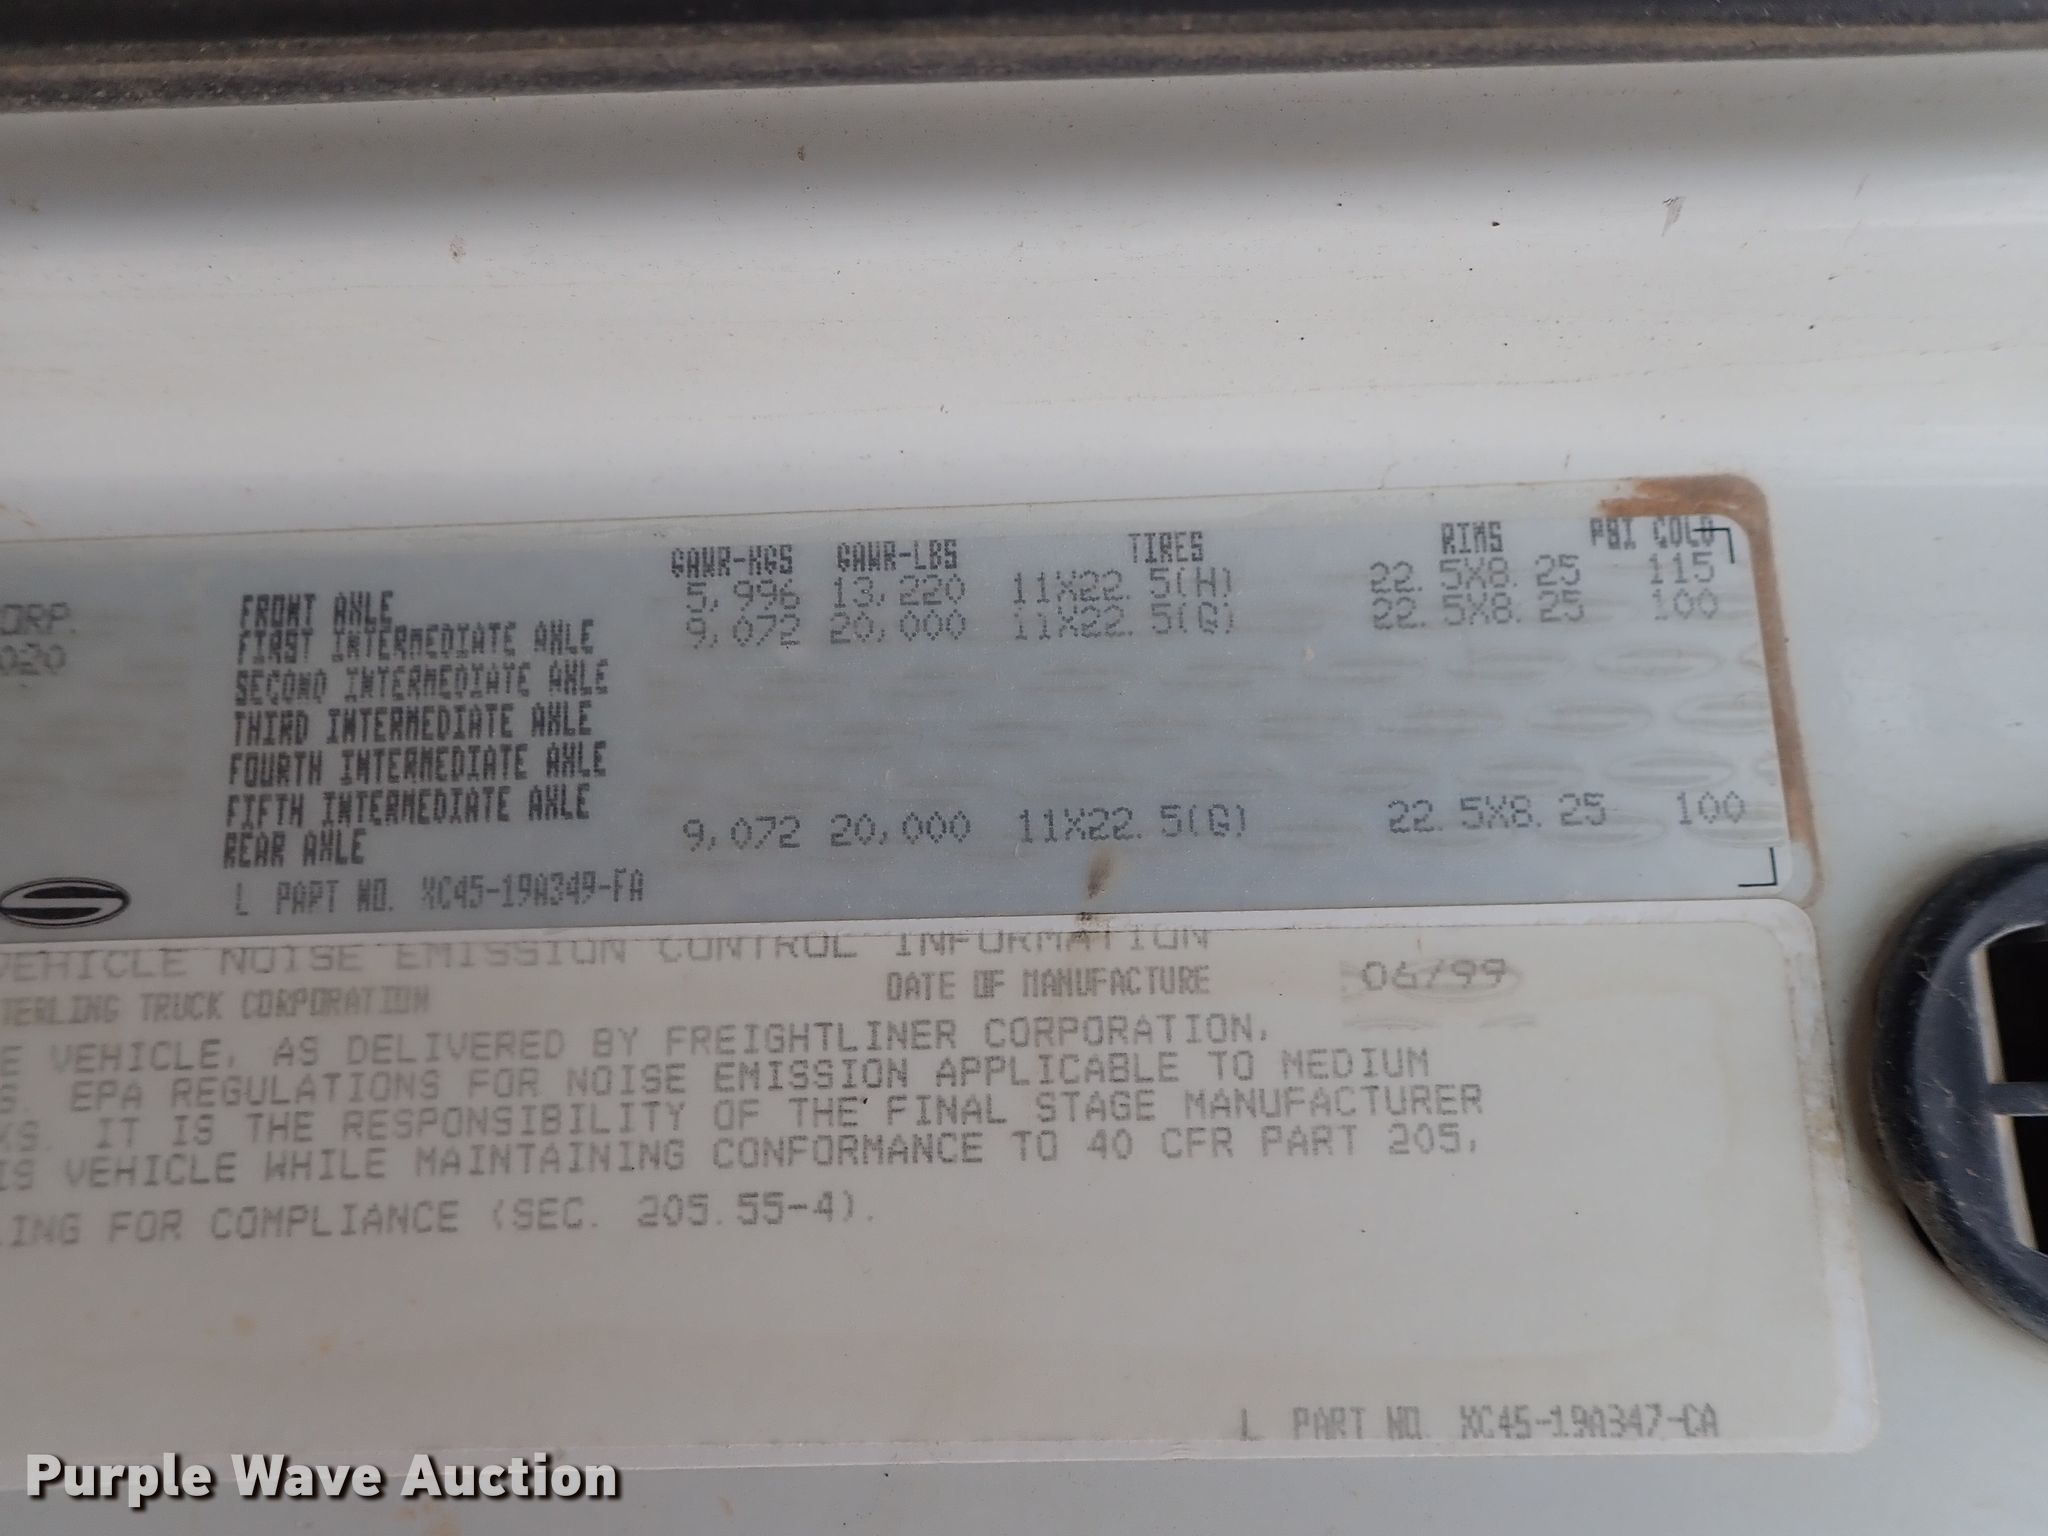 GAWR-KGS GAWR-LBS TIRES RIMS PSI COLD
ORP. FRONT AXLE 5,996 13,220 11X22.5(H) 22.5X8.25 115
020 FIRST INTERMEDIATE AXLE 9,072 20,000 11X22.5(G) 22.5X8.25 100
SECOND INTERMEDIATE AXLE
THIRD INTERMEDIATE AXLE
FOURTH INTERMEDIATE AXLE
FIFTH INTERMEDIATE AXLE
REAR AXLE 9,072 20,000 11X22.5(G) 22.5X8.25 100
L PART NO. XC45-19A349-FA
VEHICLE NOISE EMISSION CONTROL INFORMATION
TERLING TRUCK CORPORATION DATE OF MANUFACTURE 06/99
E VEHICLE, AS DELIVERED BY FREIGHTLINER CORPORATION,
S. EPA REGULATIONS FOR NOISE EMISSION APPLICABLE TO MEDIUM
KS. IT IS THE RESPONSIBILITY OF THE FINAL STAGE MANUFACTURER
IS VEHICLE WHILE MAINTAINING CONFORMANCE TO 40 CFR PART 205,
LING FOR COMPLIANCE (SEC. 205.55-4).
L PART NO. XC45-19A347-CA
Purple Wave Auction